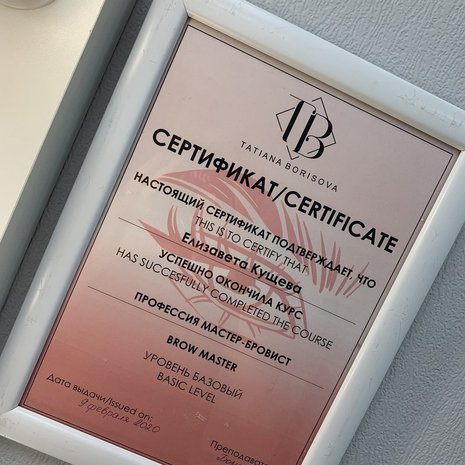 TB
TATIANA BORISOVA
СЕРТИФИКАТ/CERTIFICATE
НАСТОЯЩИЙ СЕРТИФИКАТ ПОДТВЕРЖДАЕТ, ЧТО
THIS IS TO CERTIFY THAT
Елизавета Кущева
УСПЕШНО ОКОНЧИЛА КУРС
HAS SUCCESFULLY COMPLETED THE COURSE
ПРОФЕССИЯ МАСТЕР-БРОВИСТ
BROW MASTER
УРОВЕНЬ БАЗОВЫЙ
BASIC LEVEL
Дата выдачи/Issued on:
9 февраля 2020
Преподават